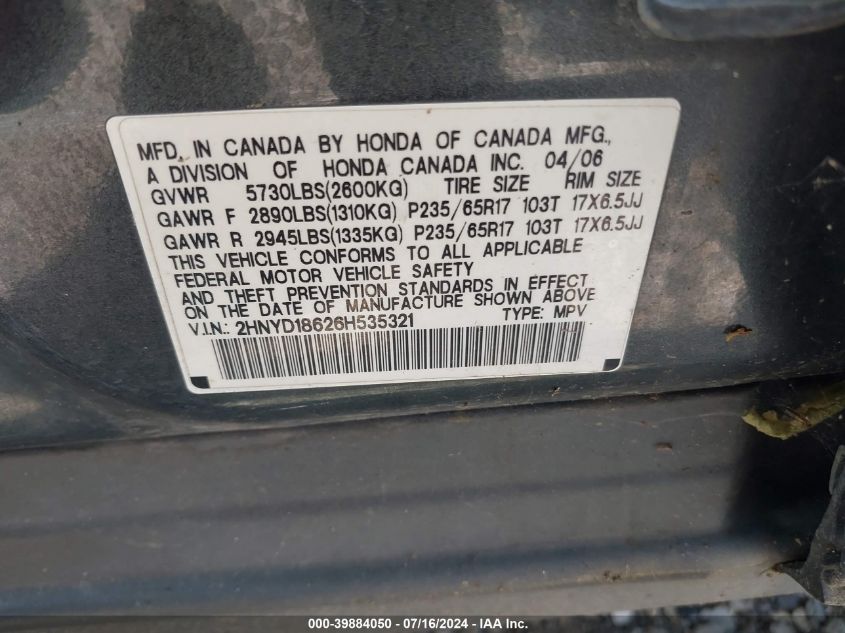 MFD. IN CANADA BY HONDA OF CANADA MFG.,
A DIVISION OF HONDA CANADA INC. 04/06
GVWR 5730LBS(2600KG) TIRE SIZE RIM SIZE
GAWR F 2890LBS(1310KG) P235/65R17 103T 17X6.5JJ
GAWR R 2945LBS(1335KG) P235/65R17 103T 17X6.5JJ
THIS VEHICLE CONFORMS TO ALL APPLICABLE
FEDERAL MOTOR VEHICLE SAFETY
AND THEFT PREVENTION STANDARDS IN EFFECT
ON THE DATE OF MANUFACTURE SHOWN ABOVE
V.I.N.: 2HNYD18626H535321 TYPE: MPV
000-39884050 / 07/16/2024 - IAA Inc.